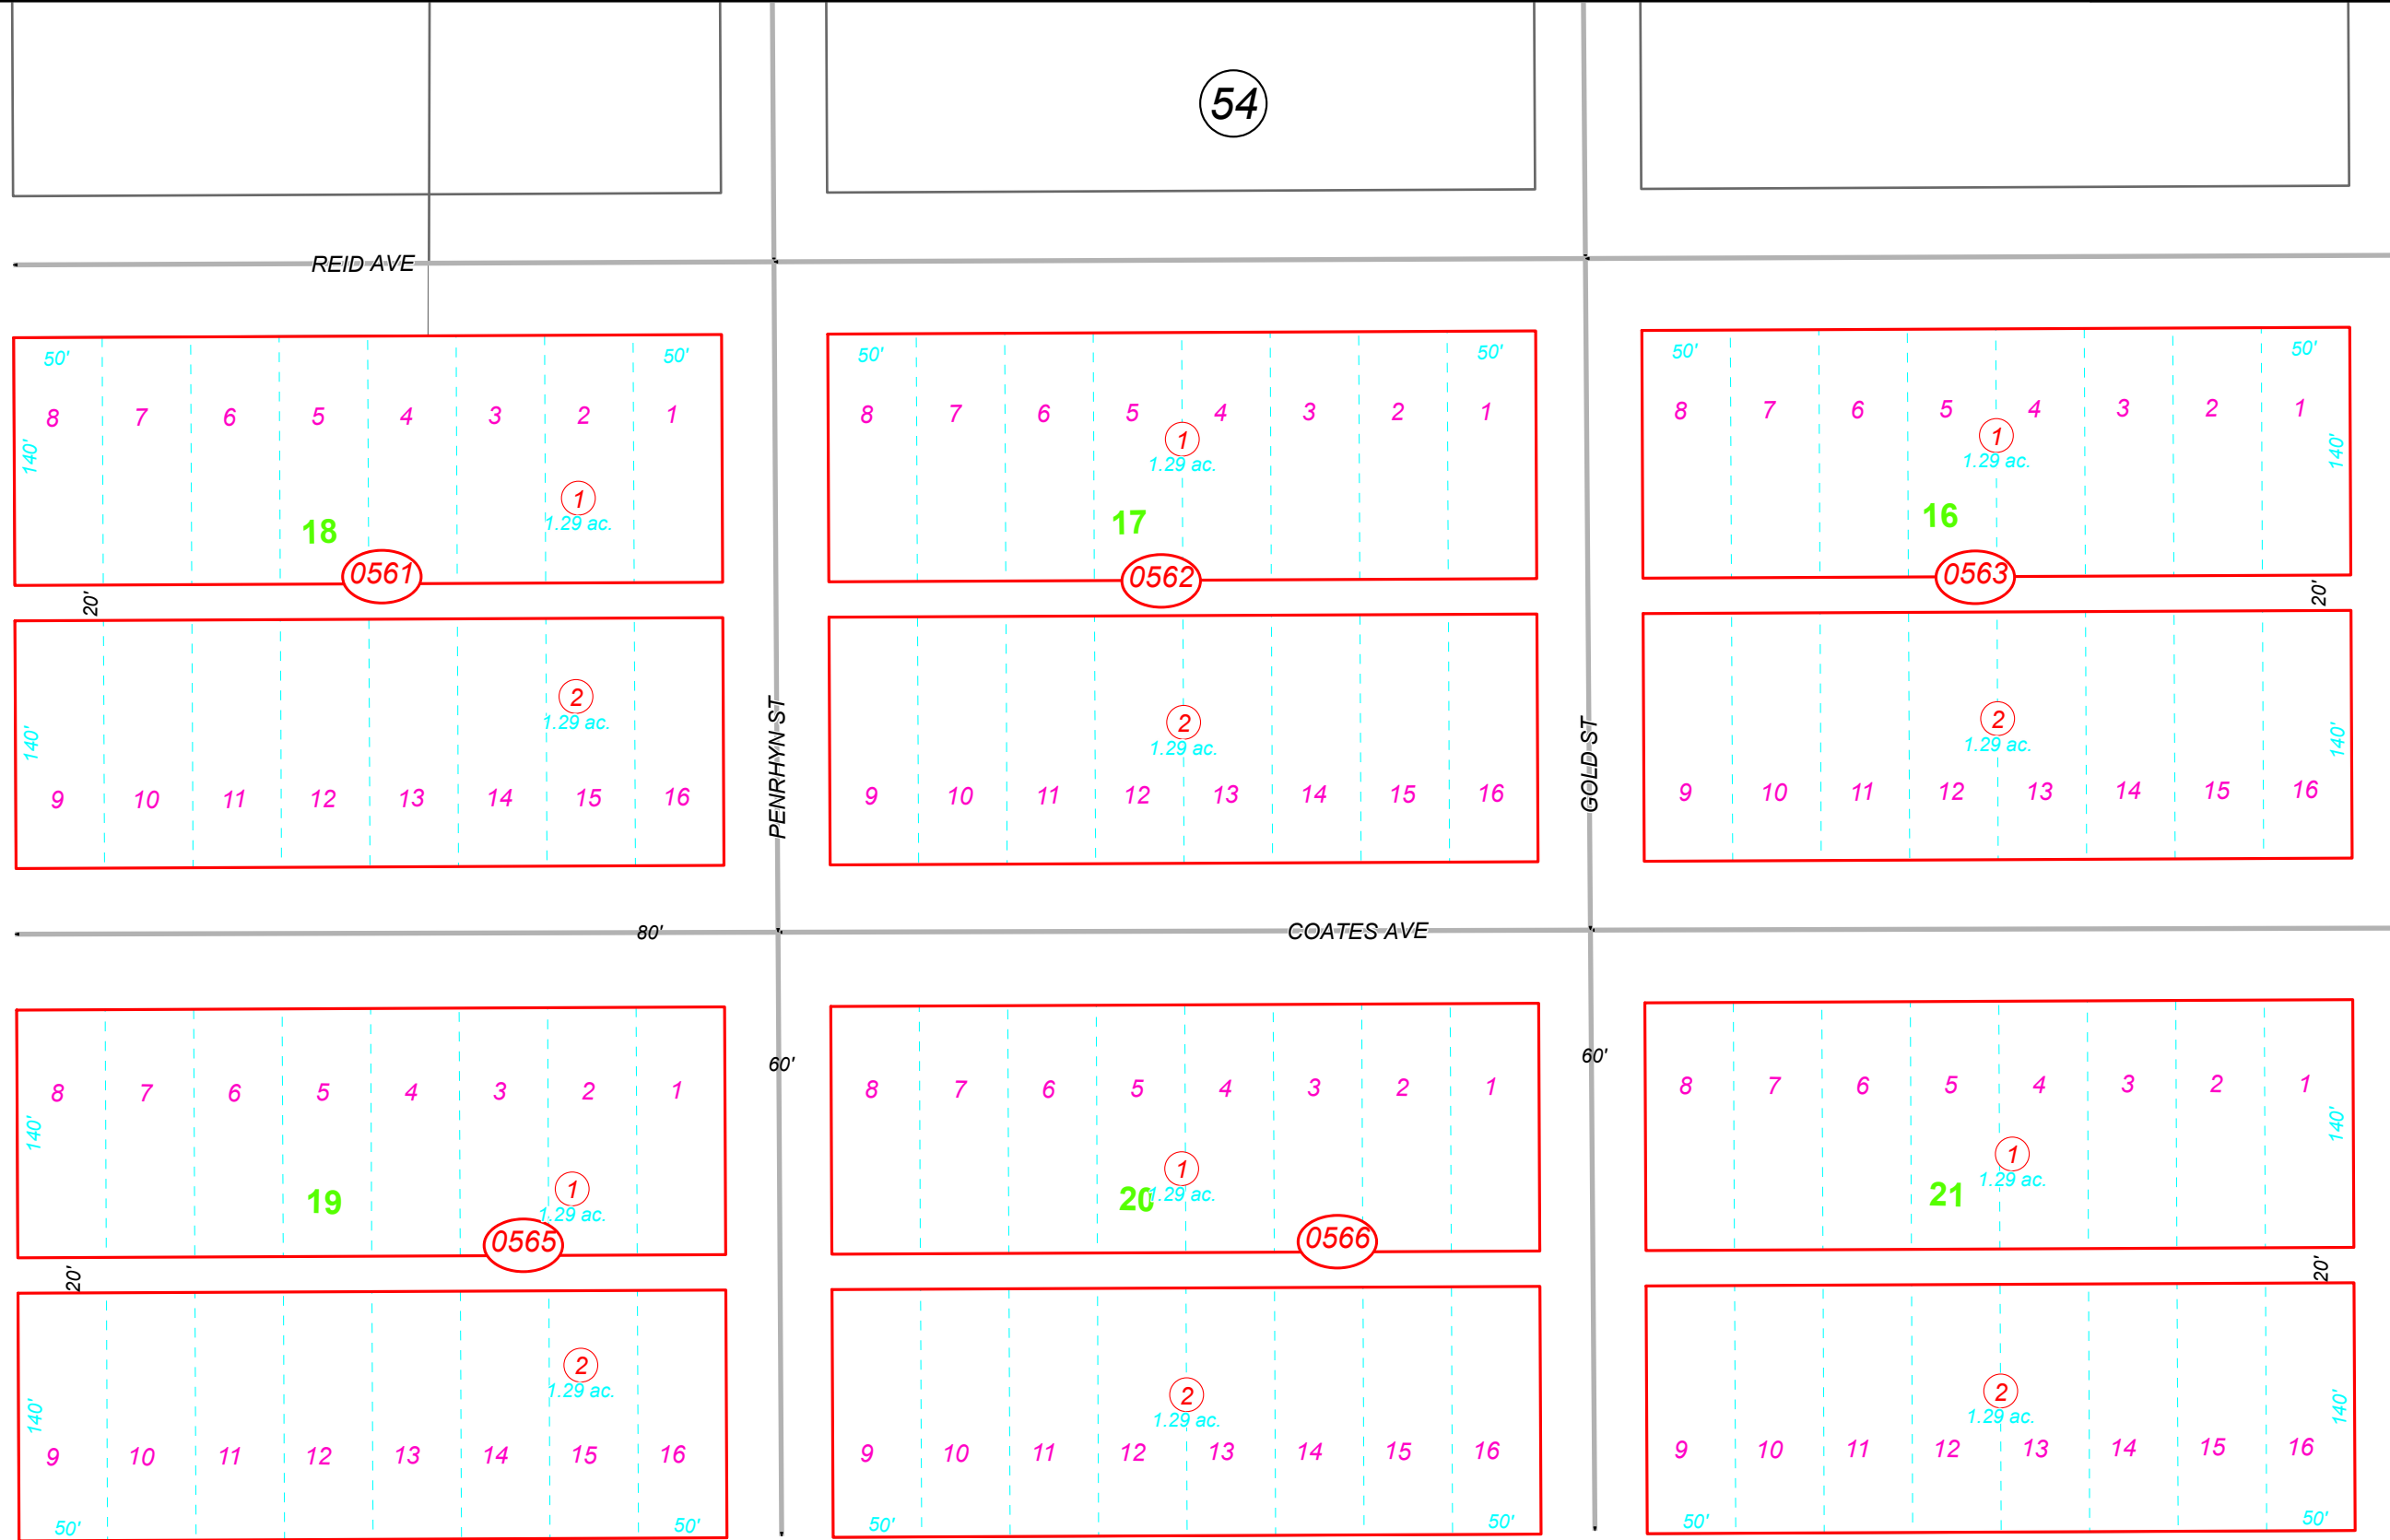 54
REID AVE
50' 50'
8 7 6 5 4 3 2 1
140'
1
1.29 ac.
18
0561
20'
2
1.29 ac.
140'
9 10 11 12 13 14 15 16
50' 50'
8 7 6 5 4 3 2 1
1
1.29 ac.
17
0562
2
1.29 ac.
9 10 11 12 13 14 15 16
50' 50'
8 7 6 5 4 3 2 1
140'
1
1.29 ac.
16
0563
20'
2
1.29 ac.
140'
9 10 11 12 13 14 15 16
PENRHYN ST
GOLD ST
80'
COATES AVE
60'
60'
8 7 6 5 4 3 2 1
140'
1
1.29 ac.
19
0565
20'
2
1.29 ac.
140'
9 10 11 12 13 14 15 16
50' 50'
8 7 6 5 4 3 2 1
1
1.29 ac.
20
0566
2
1.29 ac.
9 10 11 12 13 14 15 16
50' 50'
8 7 6 5 4 3 2 1
140'
1
1.29 ac.
21
20'
2
1.29 ac.
140'
9 10 11 12 13 14 15 16
50' 50'